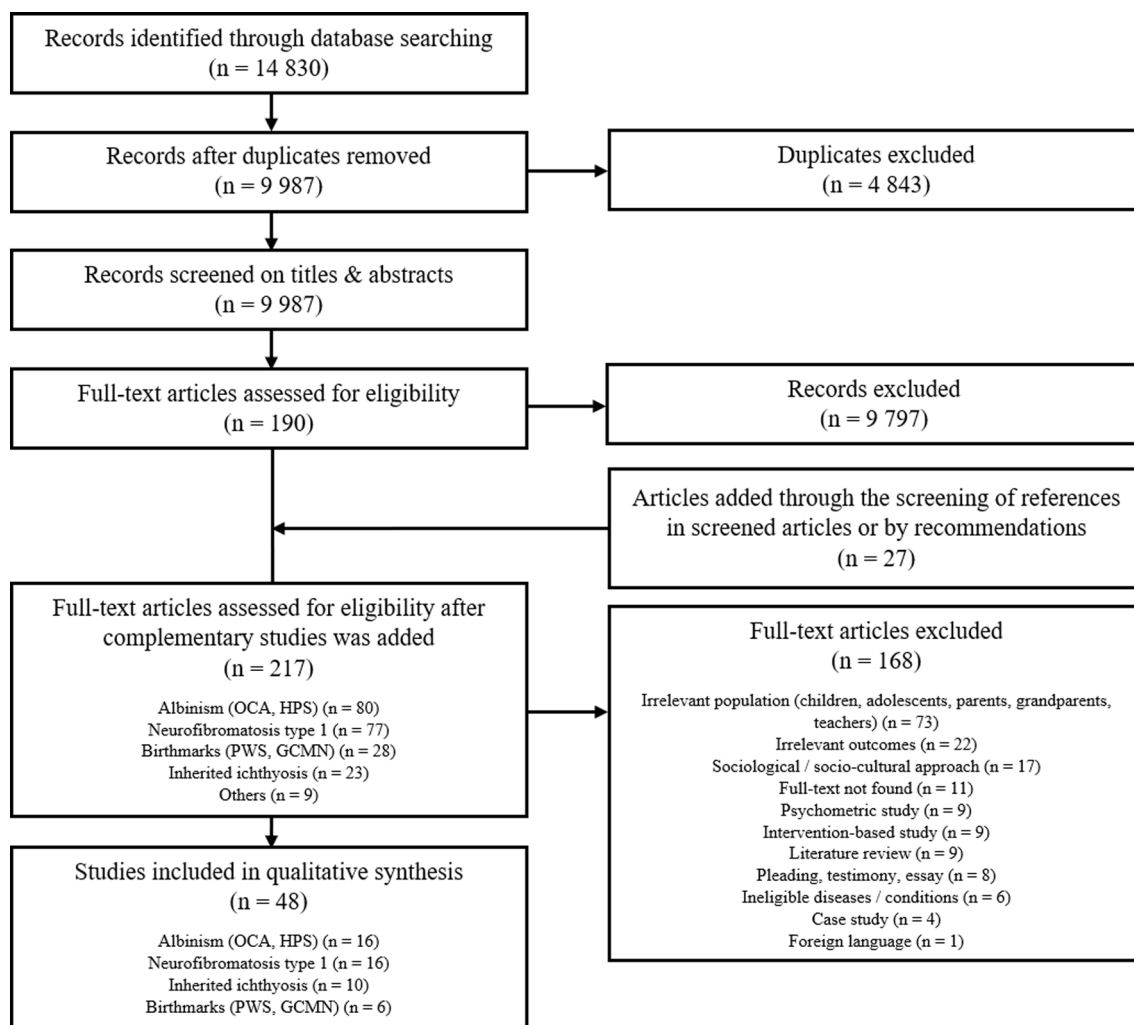 Records identified through database searching
(n = 14 830)
Records after duplicates removed
(n = 9 987)
Duplicates excluded
(n = 4 843)
Records screened on titles & abstracts
(n = 9 987)
Full-text articles assessed for eligibility
(n = 190)
Records excluded
(n = 9 797)
Articles added through the screening of references
in screened articles or by recommendations
(n = 27)
Full-text articles assessed for eligibility after
complementary studies was added
(n = 217)
Albinism (OCA, HPS) (n = 80)
Neurofibromatosis type 1 (n = 77)
Birthmarks (PWS, GCMN) (n = 28)
Inherited ichthyosis (n = 23)
Others (n = 9)
Full-text articles excluded
(n = 168)
Irrelevant population (children, adolescents, parents, grandparents,
teachers) (n = 73)
Irrelevant outcomes (n = 22)
Sociological / socio-cultural approach (n = 17)
Full-text not found (n = 11)
Psychometric study (n = 9)
Intervention-based study (n = 9)
Literature review (n = 9)
Pleading, testimony, essay (n = 8)
Ineligible diseases / conditions (n = 6)
Case study (n = 4)
Foreign language (n = 1)
Studies included in qualitative synthesis
(n = 48)
Albinism (OCA, HPS) (n = 16)
Neurofibromatosis type 1 (n = 16)
Inherited ichthyosis (n = 10)
Birthmarks (PWS, GCMN) (n = 6)